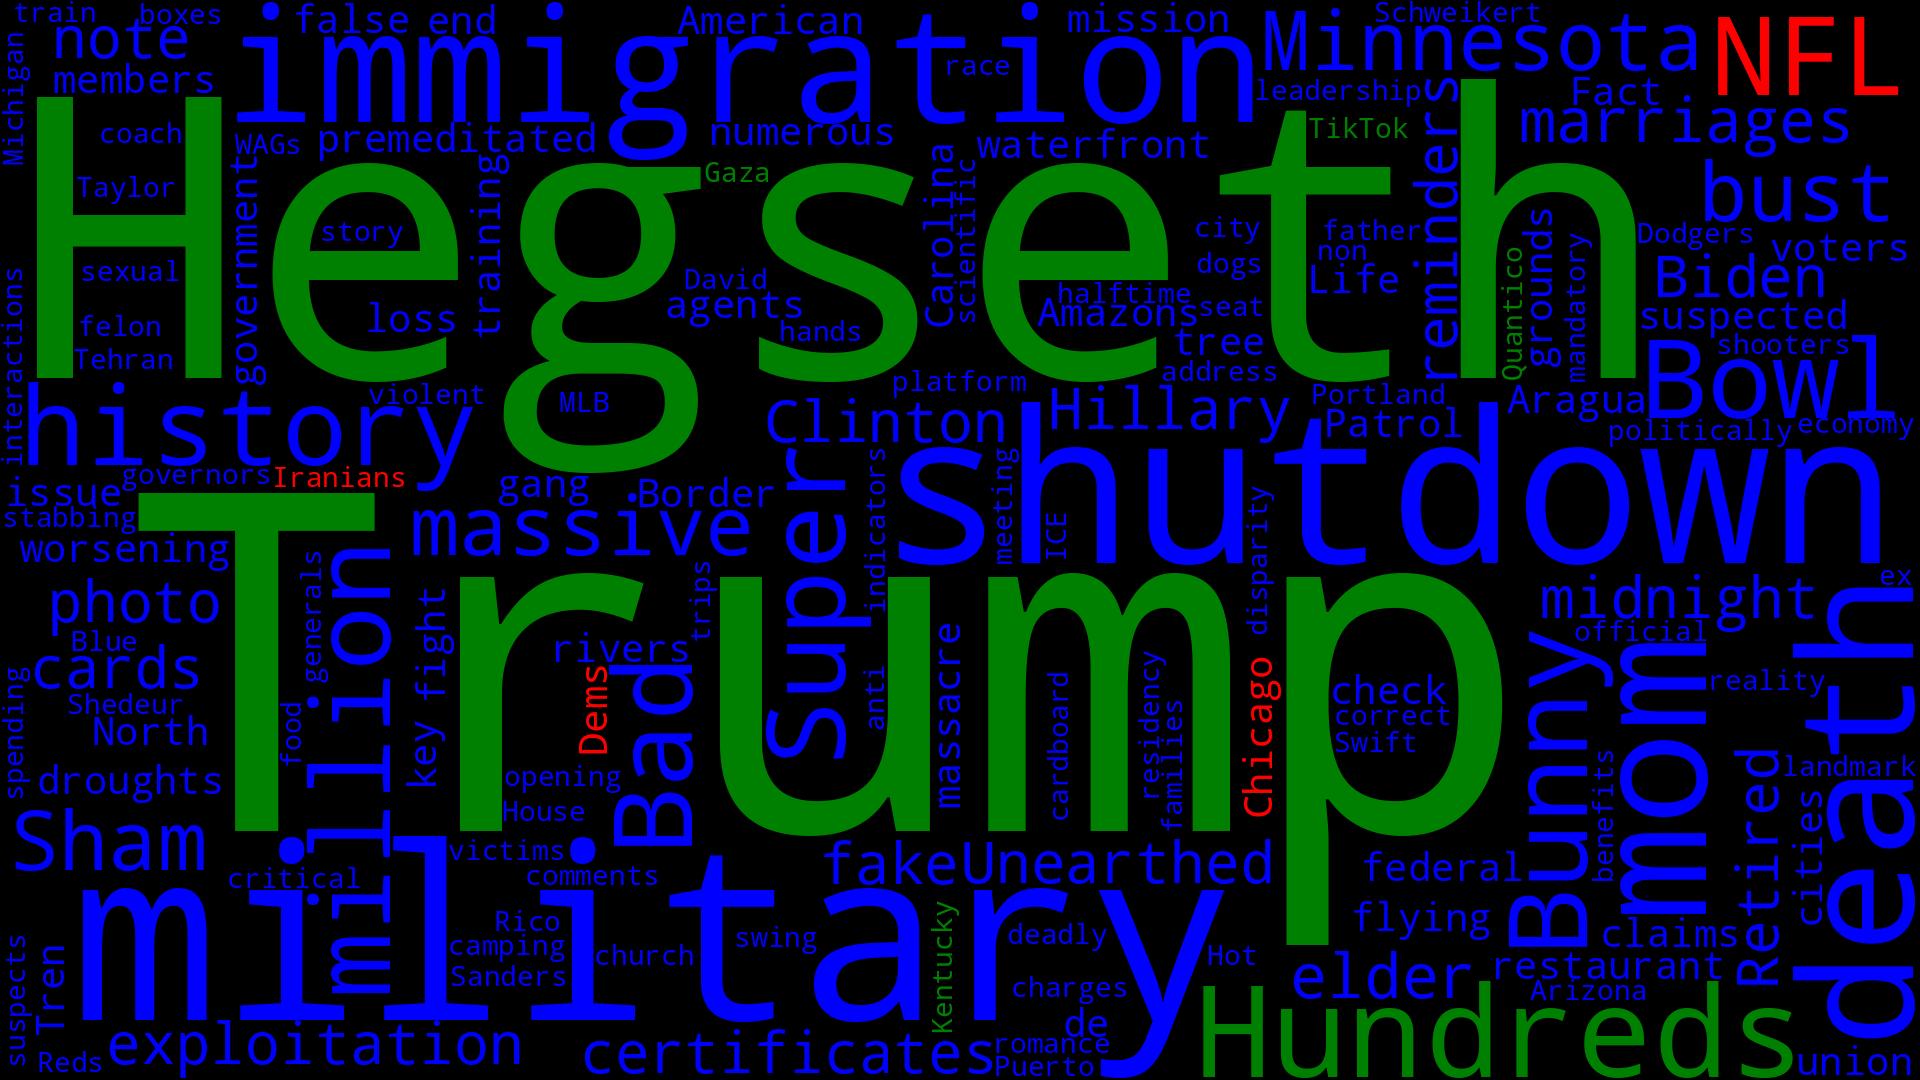 train
boxes
false end
American
mission
Schweikert
NFL
note
immigration
Minnesota
members
race
leadership
Fact
Michigan
Hegseth
coach
WAGs
premeditated
numerous
waterfront
TikTok
reminders
marriages
Taylor
government
training
Gaza
Carolina
scientific
bust
story
city
father
grounds
Dodgers
voters
sexual
David
dogs
non
Life
Quantico
mandatory
Biden
interactions
felon
loss
agents
halftime
Amazons
seat
suspected
hands
Tehran
tree
shooters
address
Bowl
history
violent
MLB
platform
Hillary
Portland
Aragua
Clinton
Patrol
politically
economy
governors
Iranians
super
shutdown
issue
gang
Border
indicators
meeting
stabbing
Trump
massive
ICE
disparity
worsening
generals
million
key fight
trips
midnight
death
ex
photo
Blue
rivers
official
cards
Dems
Bad
anti
massacre
cardboard
residency
families
Chicago
check
Bunny
mom
reality
spending
Shedeur
food
correct
North
Swift
droughts
opening
benefits
Retired
landmark
cities
House
Sham
military
victims
fake
Unearthed
federal
critical
comments
Rico
Kentucky
flying
camping
church
swing
deadly
claims
Tren
Sanders
Hot
elder
restaurant
suspects
charges
Arizona
Hundreds
Reds
exploitation
certificates
de
romance
Puerto
union